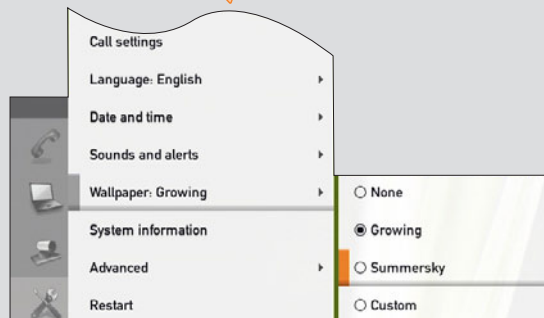 Call settings
Language: English
Date and time
Sounds and alerts
Wallpaper: Growing
System information
Advanced
Restart
None
Growing
Summersky
Custom